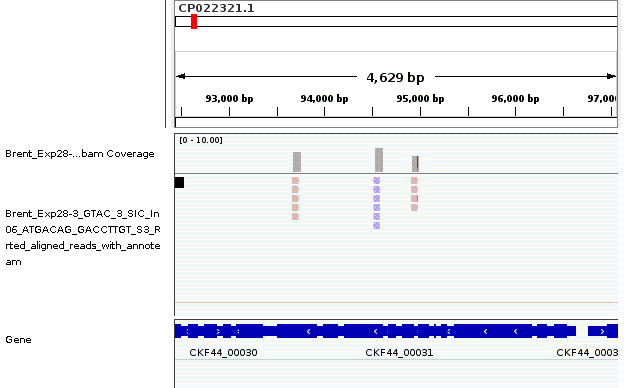 CP022321.1
4,629 bp
93,000 bp 94,000 bp 95,000 bp 96,000 bp 97,00
[0 - 10.00]
Brent_Exp28-...bam Coverage
Brent_Exp28-3_GTAC_3_SIC_In
06_ATGACAG_GACCTTGT_S3_R
rted_aligned_reads_with_annote
am
Gene
CKF44_00030 CKF44_00031 CKF44_0003